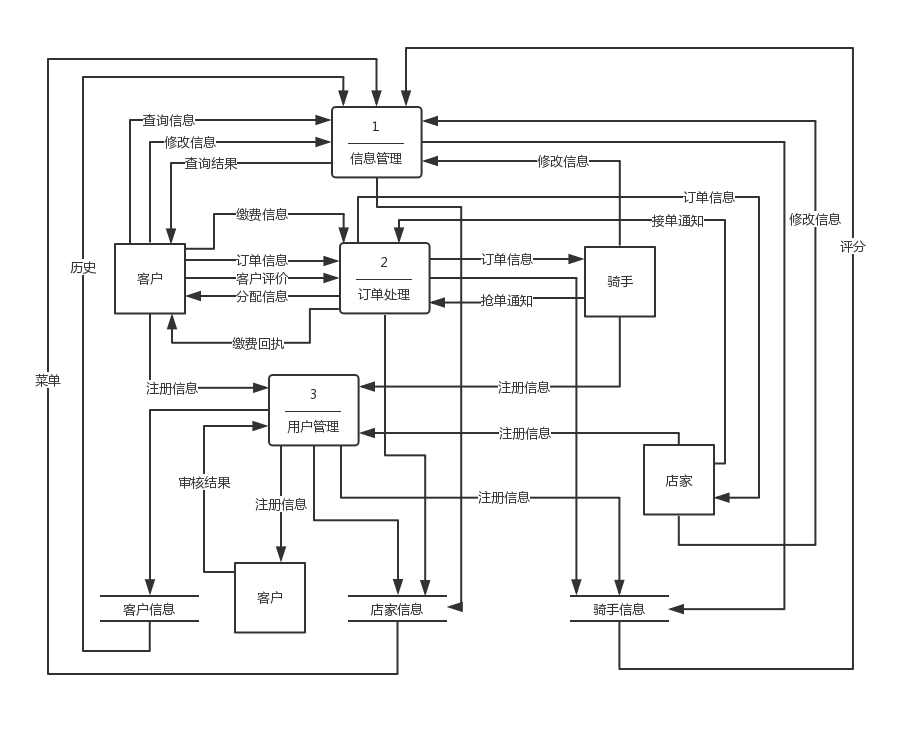 查询信息
1
修改信息
信息管理
修改信息
查询结果
订单信息
缴费信息
接单通知
修改信息
评分
历史
订单信息
2
订单信息
客户
客户评价
骑手
分配信息
订单处理
抢单通知
缴费回执
菜单
注册信息
3
注册信息
用户管理
注册信息
审核结果
店家
注册信息
注册信息
客户
客户信息
店家信息
骑手信息